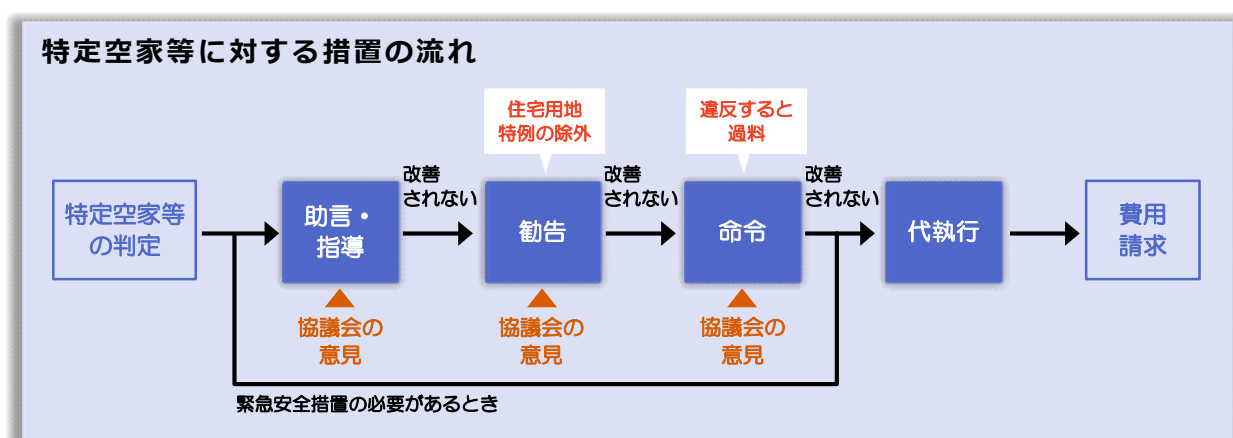 特定空家等に対する措置の流れ
住宅用地
特例の除外
違反すると
過料
改善
されない
改善
されない
改善
されない
特定空家等
の判定
助言・
指導
勧告
命令
代執行
費用
請求
協議会の
意見
協議会の
意見
協議会の
意見
緊急安全措置の必要があるとき